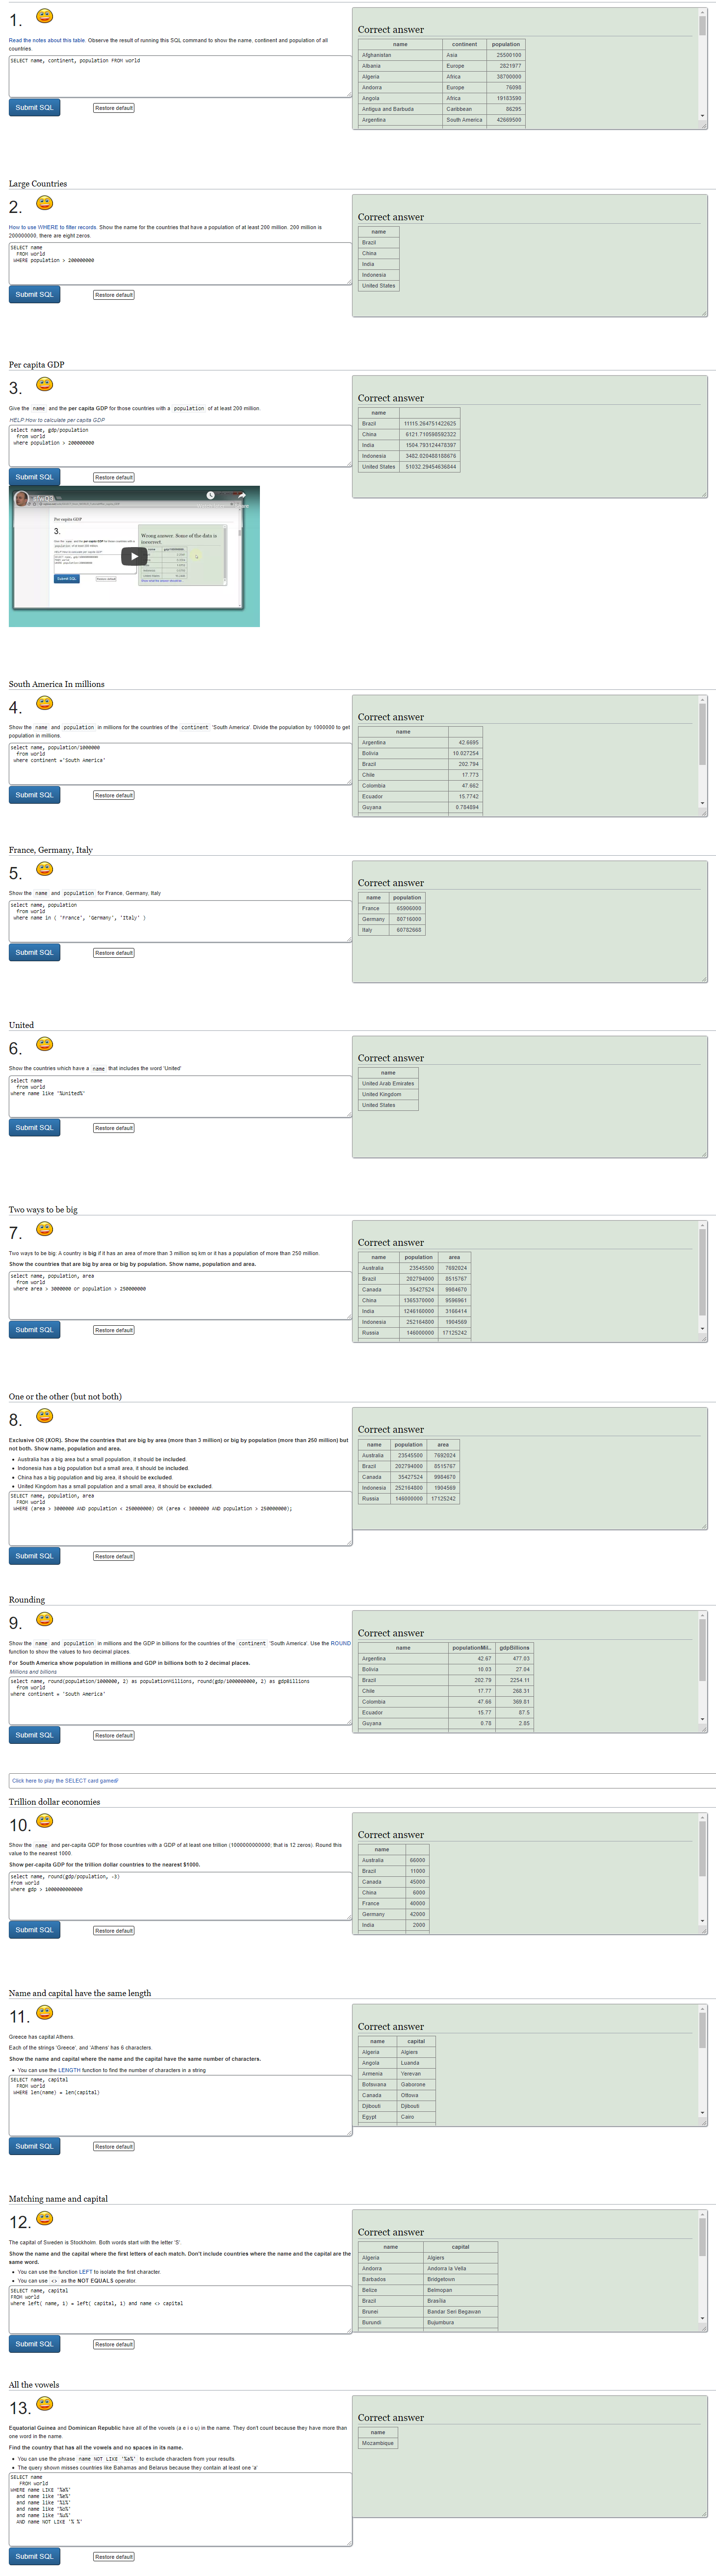 1.
Read the notes about this table. Observe the result of running this SQL command to show the name, continent and population of all
countries.
SELECT name, continent, population FROM world
Submit SQL
Restore default
Correct answer
name continent population
Afghanistan Asia 25500100
Albania Europe 2821977
Algeria Africa 38700000
Andorra Europe 76098
Angola Africa 19183590
Antigua and Barbuda Caribbean 86295
Argentina South America 42669500
Large Countries
2.
How to use WHERE to filter records. Show the name for the countries that have a population of at least 200 million. 200 million is
200000000, there are eight zeros.
SELECT name
FROM world
WHERE population > 200000000
Submit SQL
Restore default
Correct answer
name
Brazil
China
India
Indonesia
United States
Per capita GDP
3.
Give the name and the per capita GDP for those countries with a population of at least 200 million.
HELP:How to calculate per capita GDP
select name, gdp/population
from world
where population > 200000000
Submit SQL
Restore default
Correct answer
name
Brazil 11115.264751422625
China 6121.710598592322
India 1504.793124478397
Indonesia 3482.020488188676
United States 51032.29454636844
Per capita GDP
3.
Wrong answer. Some of the data is
incorrect.
South America In millions
4.
Show the name and population in millions for the countries of the continent 'South America'. Divide the population by 1000000 to get
population in millions.
select name, population/1000000
from world
where continent ='South America'
Submit SQL
Restore default
Correct answer
name
Argentina 42.6695
Bolivia 10.027254
Brazil 202.794
Chile 17.773
Colombia 47.662
Ecuador 15.7742
Guyana 0.784894
France, Germany, Italy
5.
Show the name and population for France, Germany, Italy
select name, population
from world
where name in ( 'France', 'Germany', 'Italy' )
Submit SQL
Restore default
Correct answer
name population
France 65906000
Germany 80716000
Italy 60782668
United
6.
Show the countries which have a name that includes the word 'United'
select name
from world
where name like '%United%'
Submit SQL
Restore default
Correct answer
name
United Arab Emirates
United Kingdom
United States
Two ways to be big
7.
Two ways to be big: A country is big if it has an area of more than 3 million sq km or it has a population of more than 250 million.
Show the countries that are big by area or big by population. Show name, population and area.
select name, population, area
from world
where area > 3000000 or population > 250000000
Submit SQL
Restore default
Correct answer
name population area
Australia 23545500 7692024
Brazil 202794000 8515767
Canada 35427524 9984670
China 1365370000 9596961
India 1246160000 3166414
Indonesia 252164800 1904569
Russia 146000000 17125242
One or the other (but not both)
8.
Exclusive OR (XOR). Show the countries that are big by area (more than 3 million) or big by population (more than 250 million) but
not both. Show name, population and area.
Australia has a big area but a small population, it should be included.
Indonesia has a big population but a small area, it should be included.
China has a big population and big area, it should be excluded.
United Kingdom has a small population and a small area, it should be excluded.
SELECT name, population, area
FROM world
WHERE (area > 3000000 AND population < 250000000) OR (area < 3000000 AND population > 250000000);
Submit SQL
Restore default
Correct answer
name population area
Australia 23545500 7692024
Brazil 202794000 8515767
Canada 35427524 9984670
Indonesia 252164800 1904569
Russia 146000000 17125242
Rounding
9.
Show the name and population in millions and the GDP in billions for the countries of the continent 'South America'. Use the ROUND
function to show the values to two decimal places.
For South America show population in millions and GDP in billions both to 2 decimal places.
Millions and billions
select name, round(population/1000000, 2) as populationMillions, round(gdp/1000000000, 2) as gdpBillions
from world
where continent = 'South America'
Submit SQL
Restore default
Correct answer
name populationMil.. gdpBillions
Argentina 42.67 477.03
Bolivia 10.03 27.04
Brazil 202.79 2254.11
Chile 17.77 268.31
Colombia 47.66 369.81
Ecuador 15.77 87.5
Guyana 0.78 2.85
Click here to play the SELECT card gamed!
Trillion dollar economies
10.
Show the name and per-capita GDP for those countries with a GDP of at least one trillion (1000000000000; that is 12 zeros). Round this
value to the nearest 1000.
Show per-capita GDP for the trillion dollar countries to the nearest $1000.
select name, round(gdp/population, -3)
from world
where gdp > 1000000000000
Submit SQL
Restore default
Correct answer
name
Australia 66000
Brazil 11000
Canada 45000
China 6000
France 40000
Germany 42000
India 2000
Name and capital have the same length
11.
Greece has capital Athens.
Each of the strings 'Greece', and 'Athens' has 6 characters.
Show the name and capital where the name and the capital have the same number of characters.
You can use the LENGTH function to find the number of characters in a string
SELECT name, capital
FROM world
WHERE len(name) = len(capital)
Submit SQL
Restore default
Correct answer
name capital
Algeria Algiers
Angola Luanda
Armenia Yerevan
Botswana Gaborone
Canada Ottowa
Djibouti Djibouti
Egypt Cairo
Matching name and capital
12.
The capital of Sweden is Stockholm. Both words start with the letter 'S'.
Show the name and the capital where the first letters of each match. Don't include countries where the name and the capital are the
same word.
You can use the function LEFT to isolate the first character.
You can use <> as the NOT EQUALS operator.
SELECT name, capital
FROM world
where left( name, 1) = left( capital, 1) and name <> capital
Submit SQL
Restore default
Correct answer
name capital
Algeria Algiers
Andorra Andorra la Vella
Barbados Bridgetown
Belize Belmopan
Brazil Brasília
Brunei Bandar Seri Begawan
Burundi Bujumbura
All the vowels
13.
Equatorial Guinea and Dominican Republic have all of the vowels (a e i o u) in the name. They don't count because they have more than
one word in the name.
Find the country that has all the vowels and no spaces in its name.
You can use the phrase name NOT LIKE '%a%' to exclude characters from your results.
The query shown misses countries like Bahamas and Belarus because they contain at least one 'a'
SELECT name
FROM world
WHERE name LIKE '%a%'
and name like '%e%'
and name like '%i%'
and name like '%o%'
and name like '%u%'
AND name NOT LIKE '% %'
Submit SQL
Restore default
Correct answer
name
Mozambique